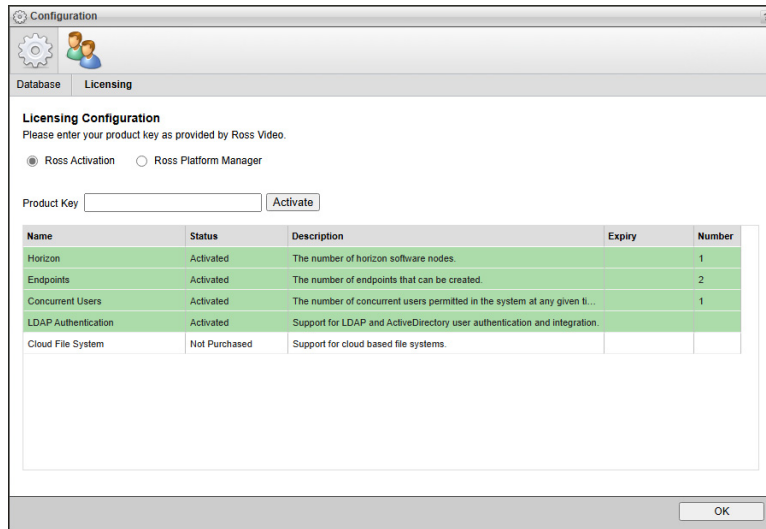 Configuration
Database Licensing
Licensing Configuration
Please enter your product key as provided by Ross Video.
Ross Activation Ross Platform Manager
Product Key Activate
Name Status Description Expiry Number
Horizon Activated The number of horizon software nodes. 1
Endpoints Activated The number of endpoints that can be created. 2
Concurrent Users Activated The number of concurrent users permitted in the system at any given ti... 1
LDAP Authentication Activated Support for LDAP and ActiveDirectory user authentication and integration.
Cloud File System Not Purchased Support for cloud based file systems.
OK